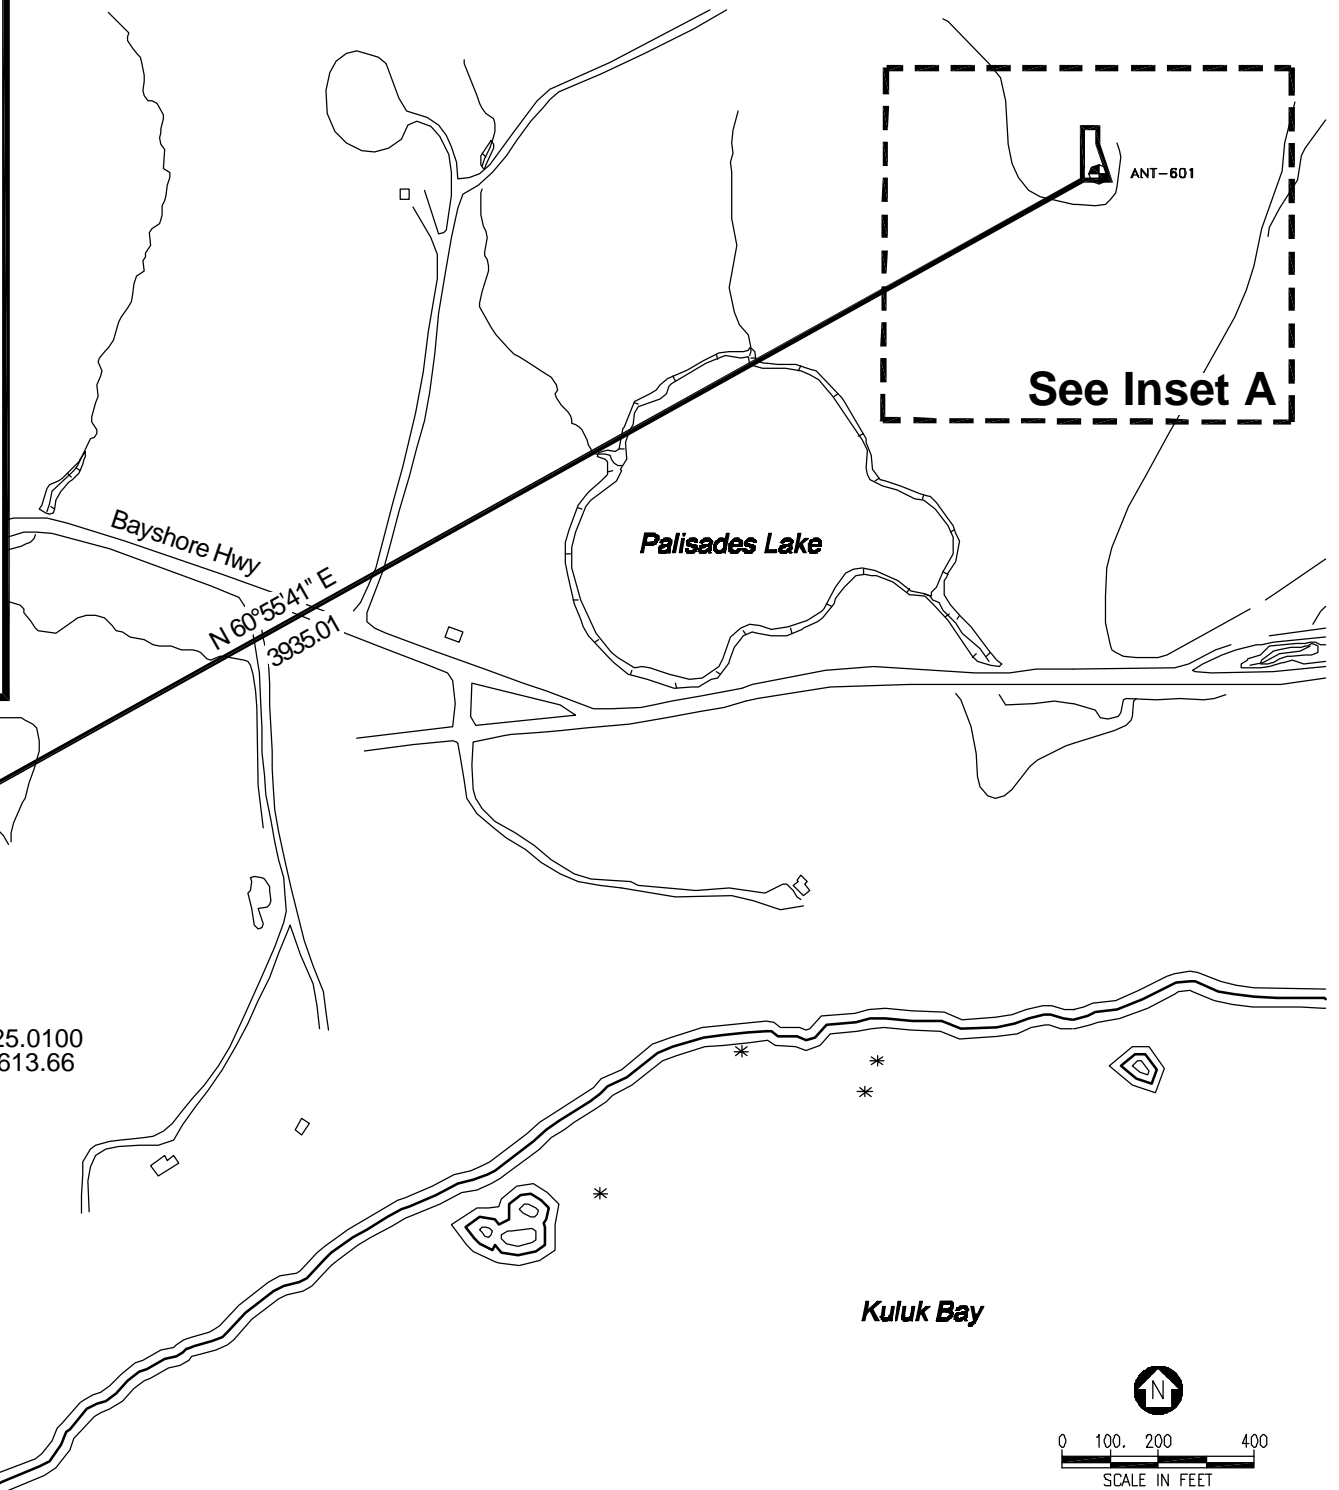 ANT-601
See Inset A
Bayshore Hwy
Palisades Lake
N 60°55'41" E
3935.01
25.0100
613.66
Kuluk Bay
N
0 100. 200 400
SCALE IN FEET